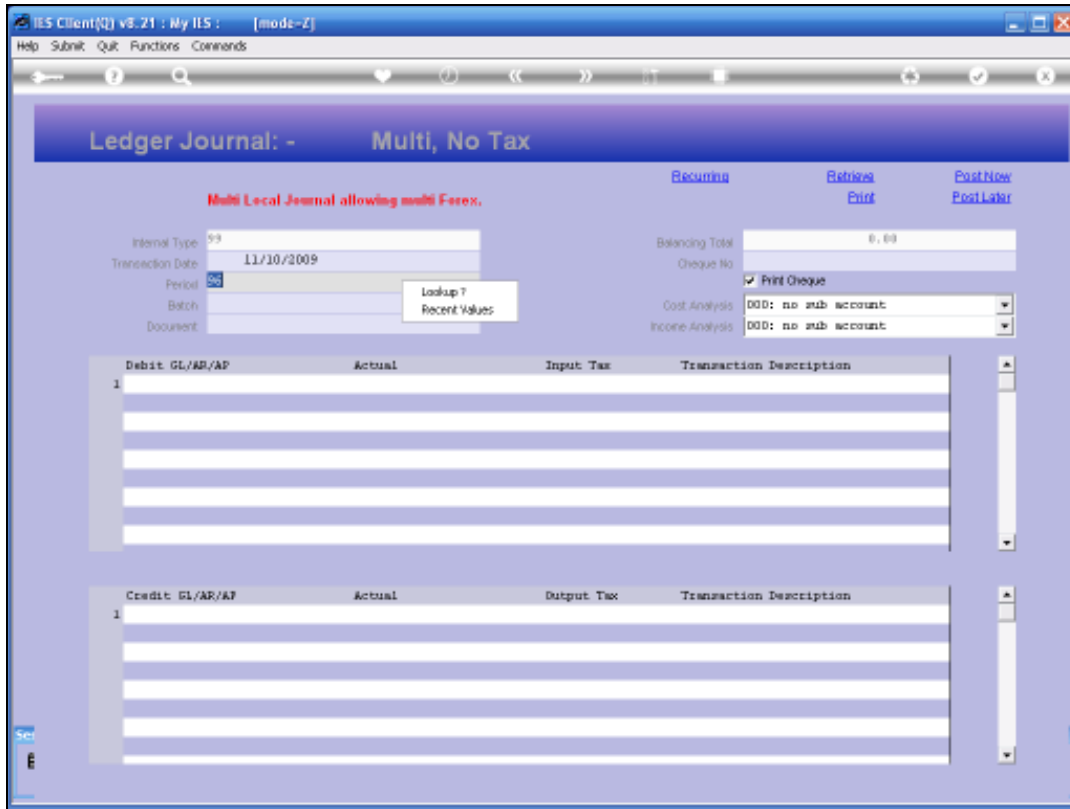 IES Client(Q) v8.21 : My IES : [mode-Z]
Help Submit Quit Functions Commands
Ledger Journal: - Multi, No Tax
Recurring Retrieve Post Now
Multi Local Journal allowing multi Forex. Print Post Later
Internal Type 99 Balancing Total 0.00
Transaction Date 11/10/2009 Cheque No
Period 96 Print Cheque
Lookup ?
Recent Values
Batch Cost Analysis 000: no sub account
Document Income Analysis 000: no sub account
Debit GL/AR/AP Actual Input Tax Transaction Description
1
Credit GL/AR/AP Actual Output Tax Transaction Description
1